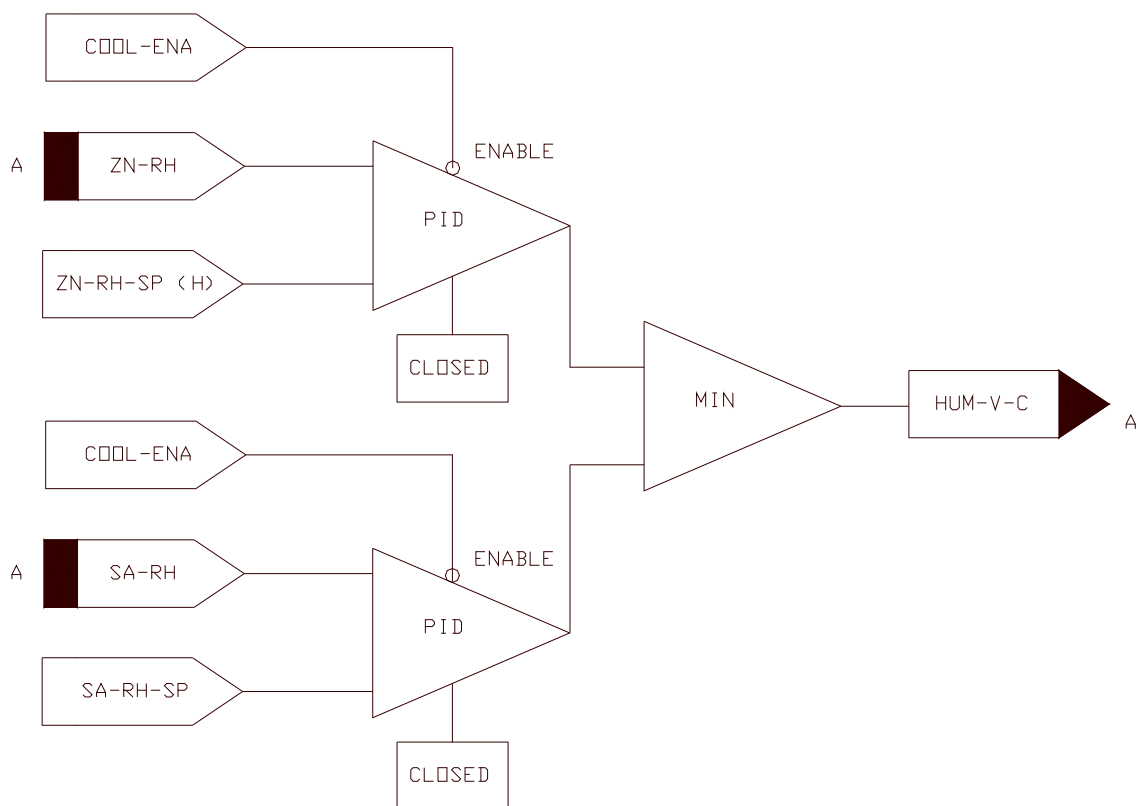 COOL-ENA
A
ZN-RH
ENABLE
PID
ZN-RH-SP (H)
CLOSED
MIN
HUM-V-C
A
COOL-ENA
A
SA-RH
ENABLE
PID
SA-RH-SP
CLOSED